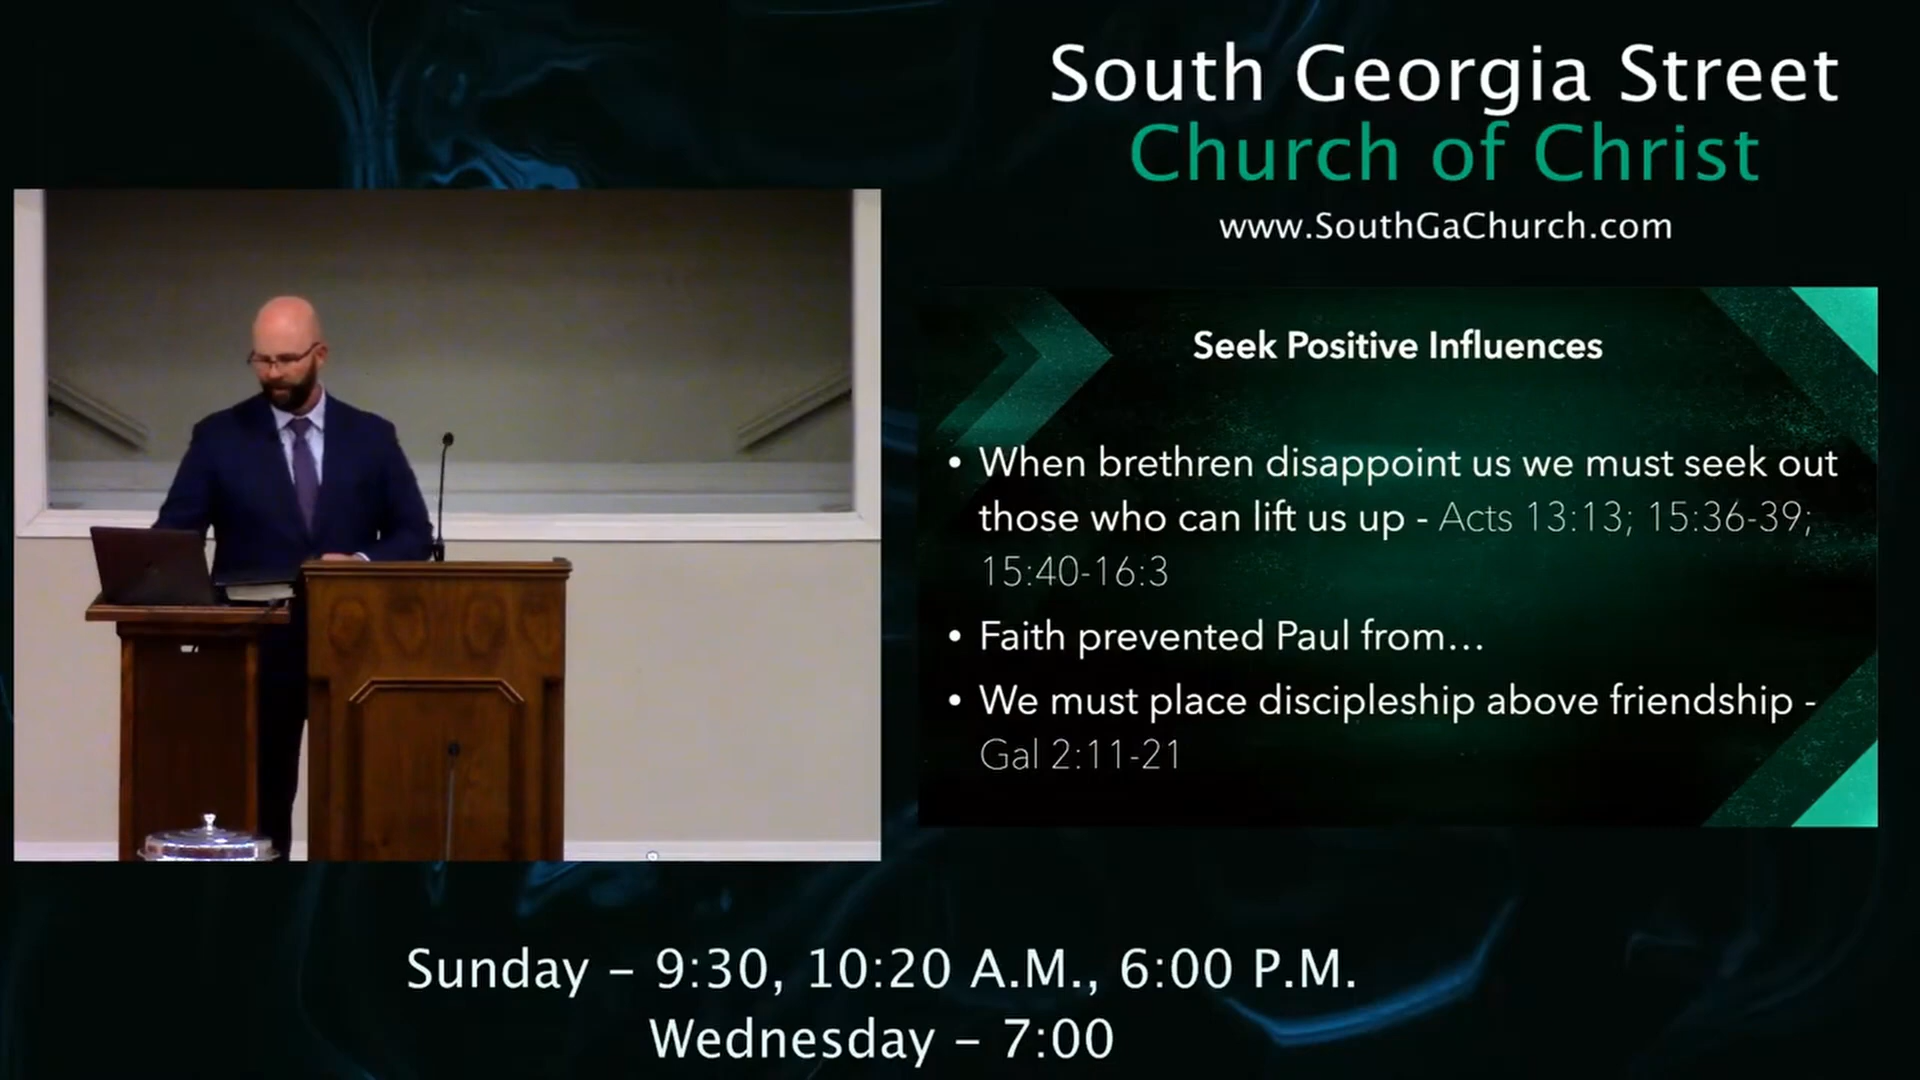 South Georgia Street
Church of Christ
www.SouthGaChurch.com
Seek Positive Influences
• When brethren disappoint us we must seek out
those who can lift us up - Acts 13:13; 15:36-39;
15:40-16:3
• Faith prevented Paul from...
• We must place discipleship above friendship -
Gal 2:11-21
Sunday – 9:30, 10:20 A.M., 6:00 P.M.
Wednesday – 7:00